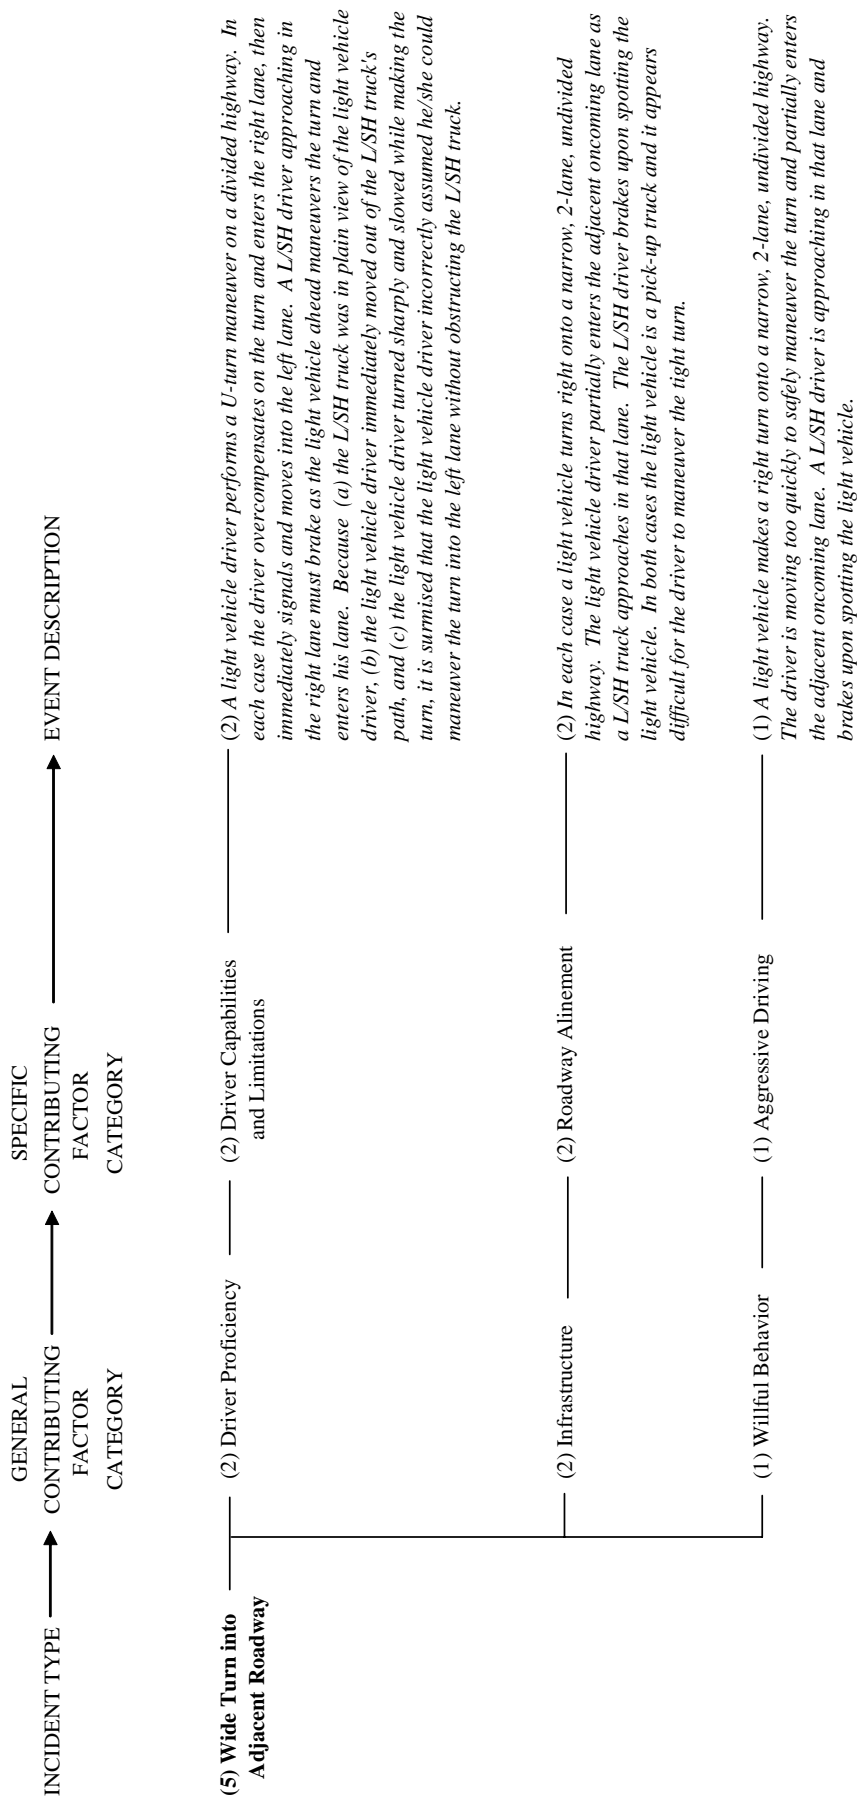 INCIDENT TYPE
GENERAL
CONTRIBUTING
FACTOR
CATEGORY
SPECIFIC
CONTRIBUTING
FACTOR
CATEGORY
EVENT DESCRIPTION
(5) Wide Turn into
Adjacent Roadway
(2) Driver Proficiency
(2) Driver Capabilities
and Limitations
(2) A light vehicle driver performs a U-turn maneuver on a divided highway. In
each case the driver overcompensates on the turn and enters the right lane, then
immediately signals and moves into the left lane. A L/SH driver approaching in
the right lane must brake as the light vehicle ahead maneuvers the turn and
enters his lane. Because (a) the L/SH truck was in plain view of the light vehicle
driver, (b) the light vehicle driver immediately moved out of the L/SH truck's
path, and (c) the light vehicle driver turned sharply and slowed while making the
turn, it is surmised that the light vehicle driver incorrectly assumed he/she could
maneuver the turn into the left lane without obstructing the L/SH truck.
(2) Infrastructure
(2) Roadway Alinement
(2) In each case a light vehicle turns right onto a narrow, 2-lane, undivided
highway. The light vehicle driver partially enters the adjacent oncoming lane as
a L/SH truck approaches in that lane. The L/SH driver brakes upon spotting the
light vehicle. In both cases the light vehicle is a pick-up truck and it appears
difficult for the driver to maneuver the tight turn.
(1) Willful Behavior
(1) Aggressive Driving
(1) A light vehicle makes a right turn onto a narrow, 2-lane, undivided highway.
The driver is moving too quickly to safely maneuver the turn and partially enters
the adjacent oncoming lane. A L/SH driver is approaching in that lane and
brakes upon spotting the light vehicle.